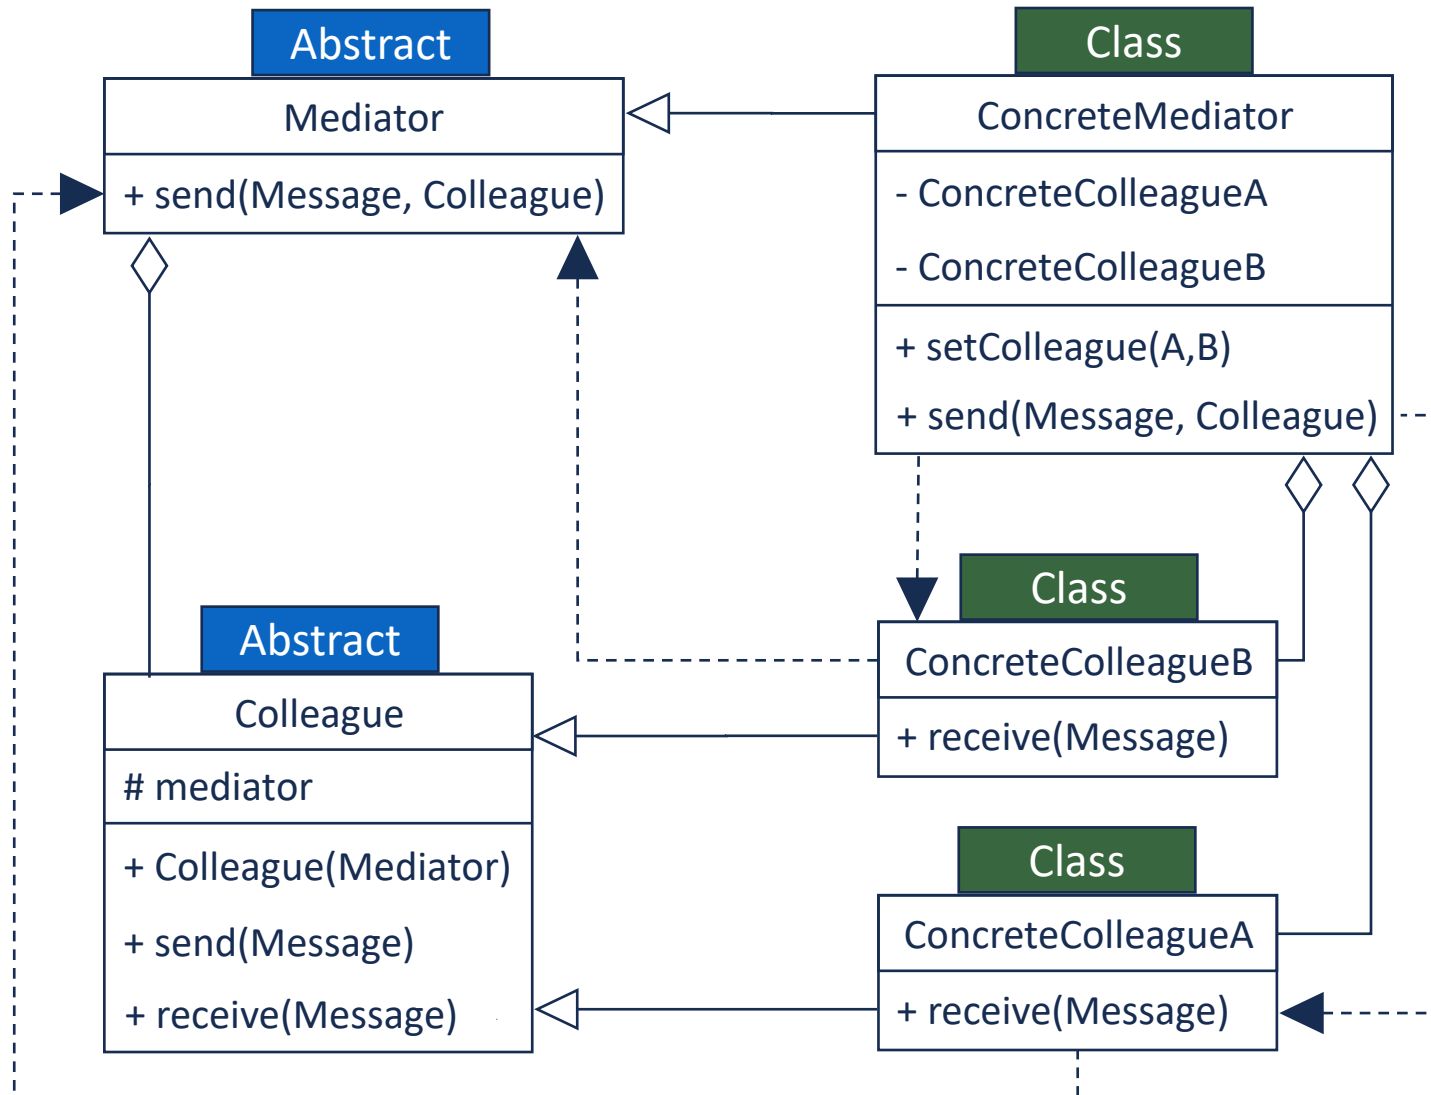 Abstract
Mediator
+ send(Message, Colleague)
Class
ConcreteMediator
- ConcreteColleagueA
- ConcreteColleagueB
+ setColleague(A,B)
+ send(Message, Colleague)
Abstract
Colleague
# mediator
+ Colleague(Mediator)
+ send(Message)
+ receive(Message)
Class
ConcreteColleagueB
+ receive(Message)
Class
ConcreteColleagueA
+ receive(Message)